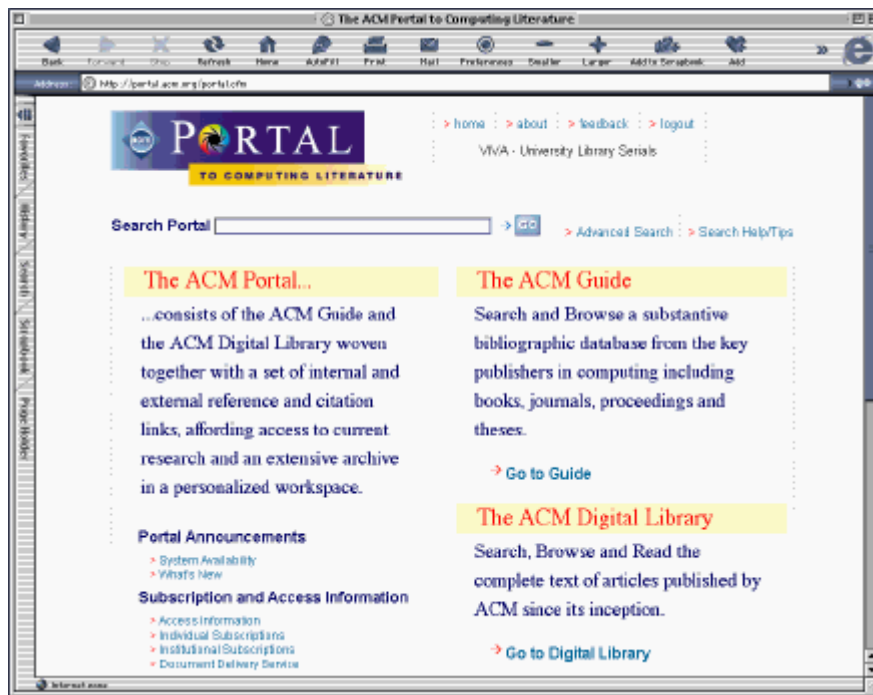 The ACM Portal to Computing Literature
Back Forward Stop Refresh Home AutoFill Print Mail Preferences Smaller Larger Add to Scrapbook Add
Address: http://portal.acm.org/portal.cfm
Favorites
History
Search
Scrapbook
Page Holder
acm PORTAL
TO COMPUTING LITERATURE
> home > about > feedback > logout
VIVA - University Library Serials
Search Portal GO > Advanced Search > Search Help/Tips
The ACM Portal...
...consists of the ACM Guide and
the ACM Digital Library woven
together with a set of internal and
external reference and citation
links, affording access to current
research and an extensive archive
in a personalized workspace.
Portal Announcements
> System Availability
> What's New
Subscription and Access Information
> Access Information
> Individual Subscriptions
> Institutional Subscriptions
> Document Delivery Service
The ACM Guide
Search and Browse a substantive
bibliographic database from the key
publishers in computing including
books, journals, proceedings and
theses.
Go to Guide
The ACM Digital Library
Search, Browse and Read the
complete text of articles published by
ACM since its inception.
Go to Digital Library
Internet zone